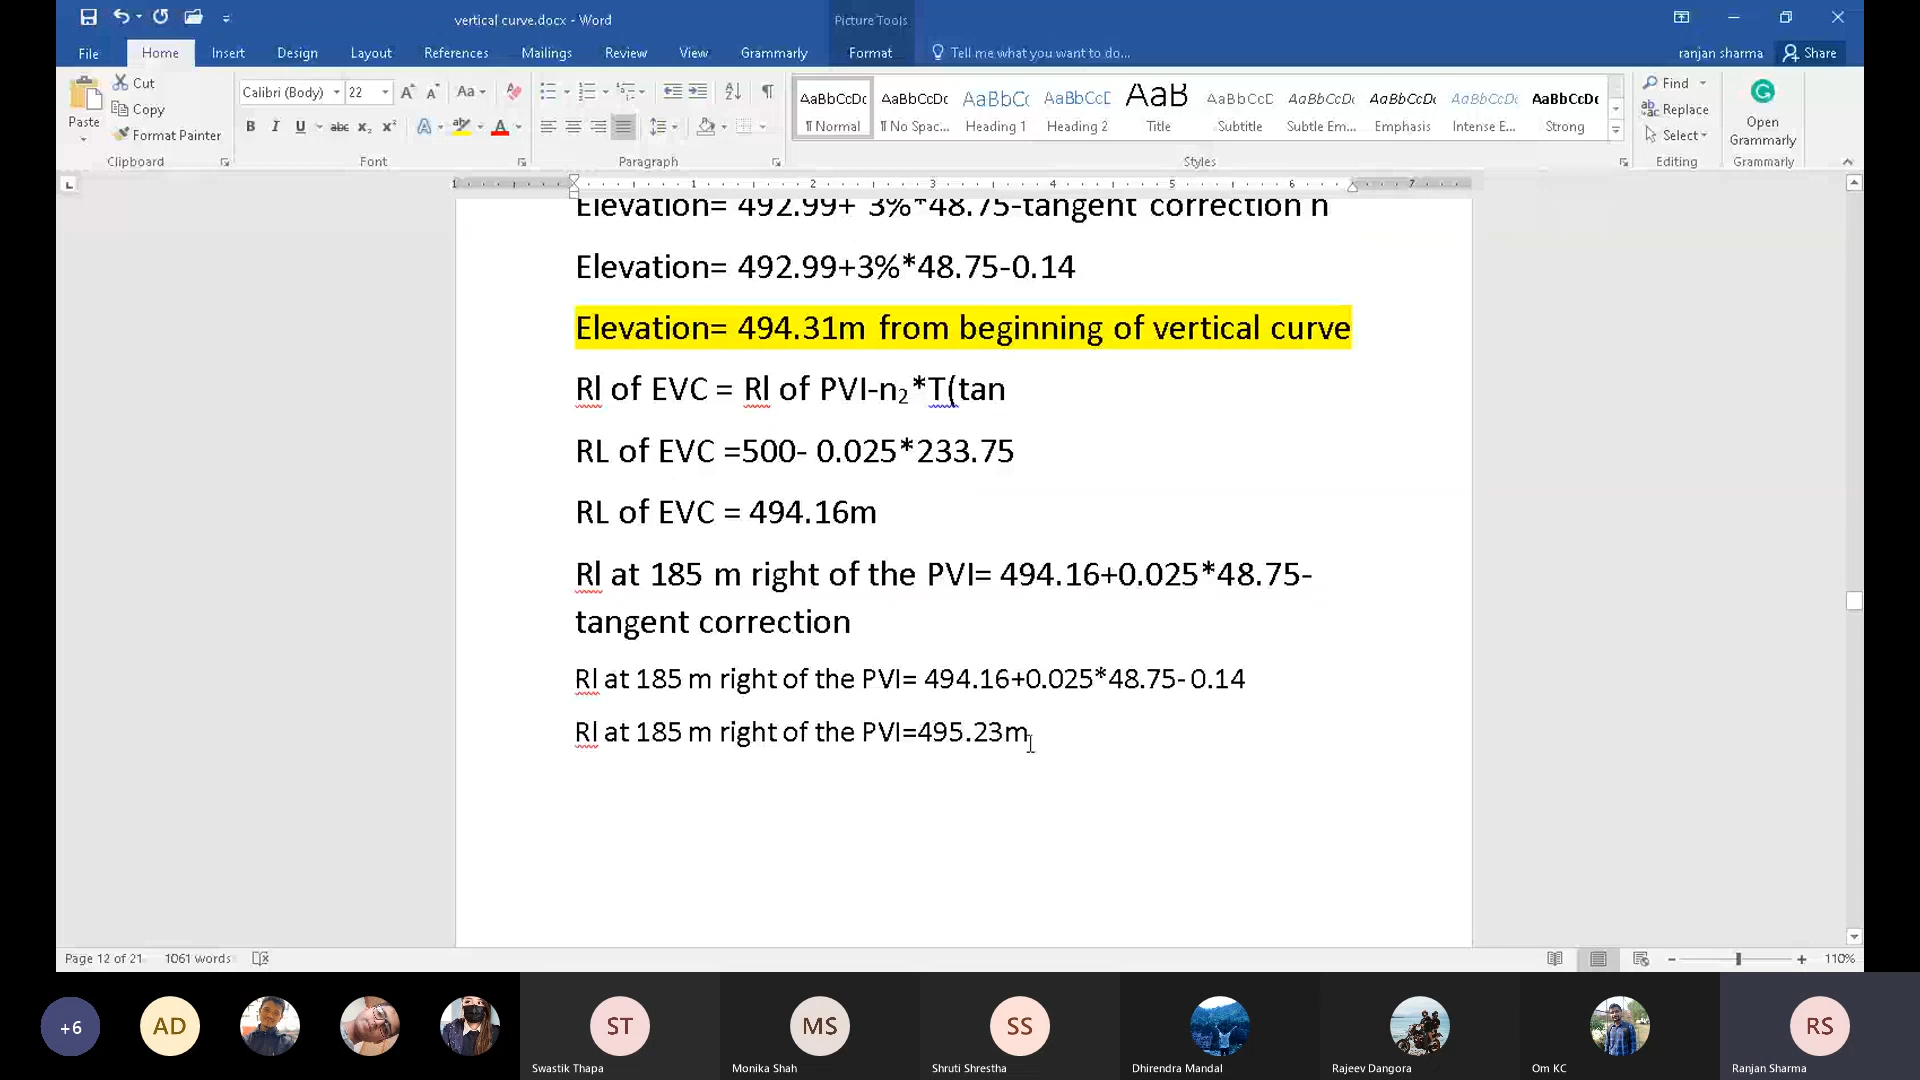 vertical curve.docx - Word
Picture Tools
File Home Insert Design Layout References Mailings Review View Grammarly Format Tell me what you want to do... ranjan sharma Share
Paste
Cut
Copy
Format Painter
Clipboard
Calibri (Body) 22
Font
Paragraph
AaBbCcDc AaBbCcDc AaBbCc AaBbCcD AaB AaBbCcD AaBbCcDc AaBbCcDc AaBbCcDc AaBbCcDc
¶ Normal ¶ No Spac... Heading 1 Heading 2 Title Subtitle Subtle Em... Emphasis Intense E... Strong
Styles
Find
Replace
Select
Editing
Open
Grammarly
Grammarly
1 1 2 3 4 5 6 7
Elevation= 492.99+ 3%*48.75-tangent correction h
Elevation= 492.99+3%*48.75-0.14
Elevation= 494.31m from beginning of vertical curve
Rl of EVC = Rl of PVI-n₂*T(tan
RL of EVC =500- 0.025*233.75
RL of EVC = 494.16m
Rl at 185 m right of the PVI= 494.16+0.025*48.75-
tangent correction
Rl at 185 m right of the PVI= 494.16+0.025*48.75- 0.14
Rl at 185 m right of the PVI=495.23m
Page 12 of 21 1061 words 110%
+6 AD ST MS SS RS
Swastik Thapa Monika Shah Shruti Shrestha Dhirendra Mandal Rajeev Dangora Om KC Ranjan Sharma